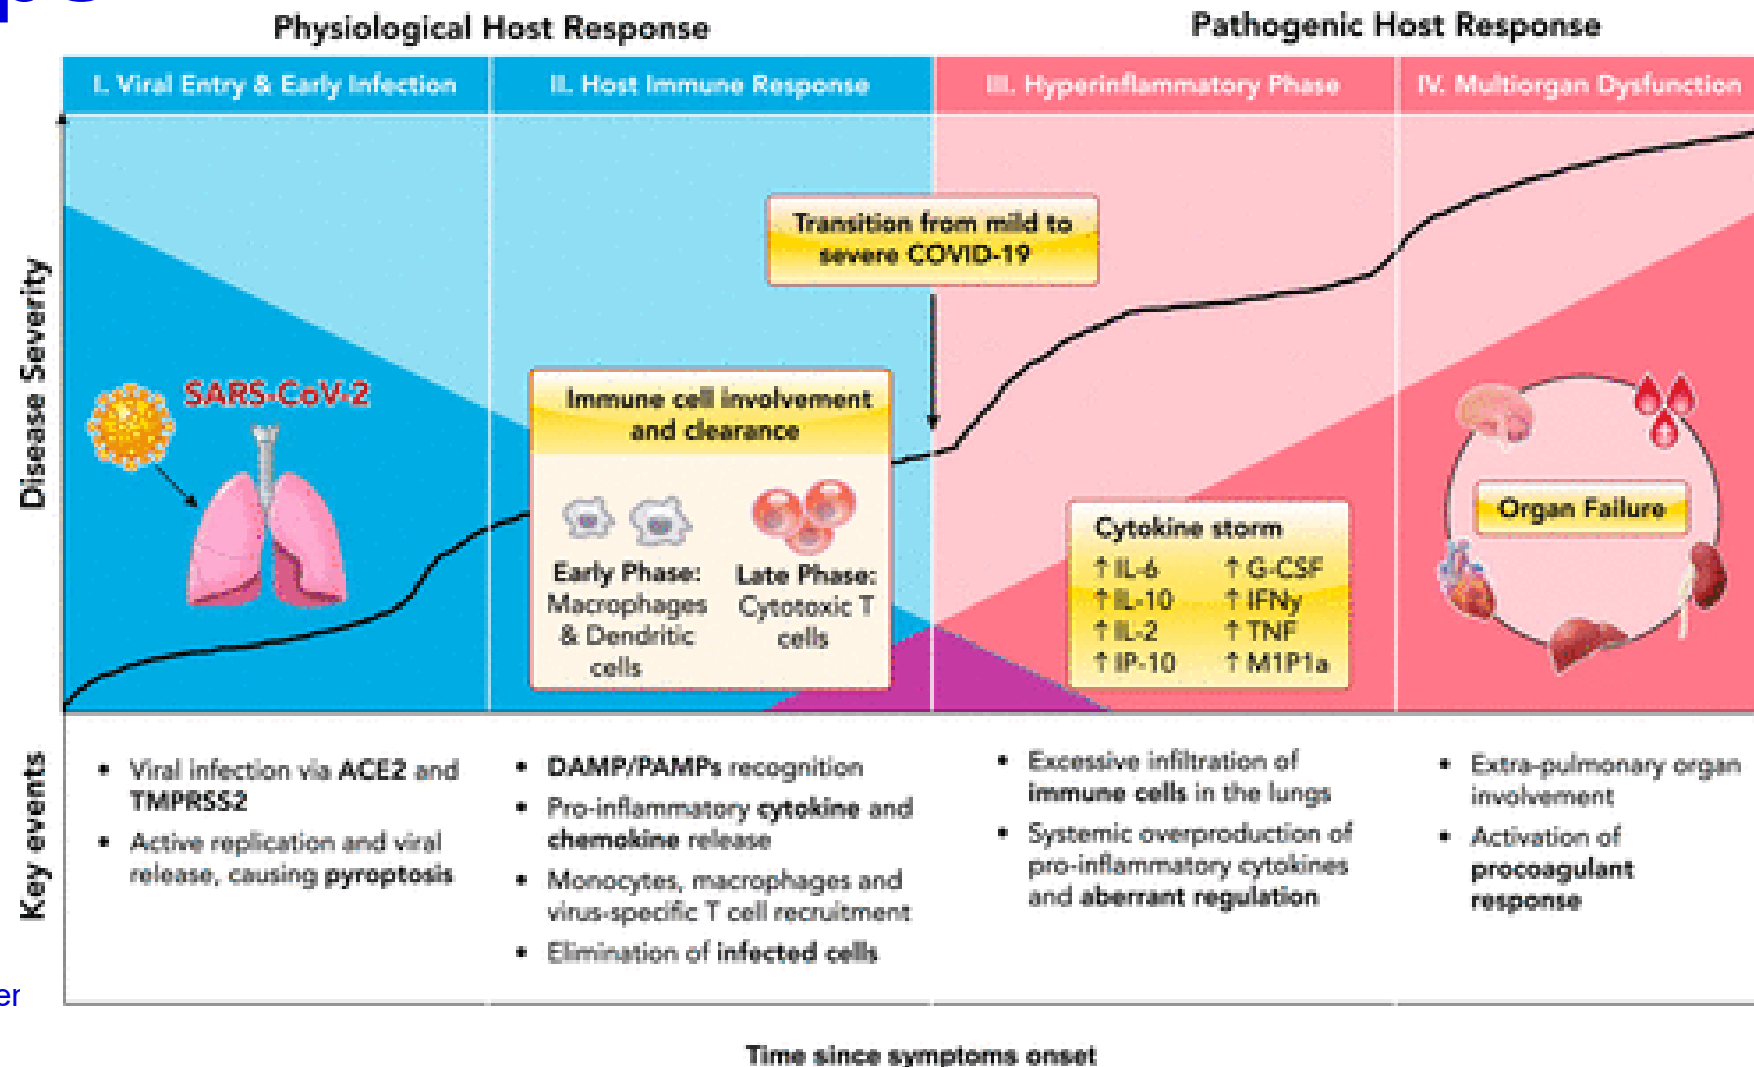 Physiological Host Response
Pathogenic Host Response
I. Viral Entry & Early Infection
II. Host Immune Response
III. Hyperinflammatory Phase
IV. Multiorgan Dysfunction
Disease Severity
Transition from mild to
severe COVID-19
SARS-CoV-2
Immune cell involvement
and clearance
Early Phase:
Macrophages
& Dendritic
cells
Late Phase:
Cytotoxic T
cells
Cytokine storm
↑ IL-6 ↑ G-CSF
↑ IL-10 ↑ IFNy
↑ IL-2 ↑ TNF
↑ IP-10 ↑ M1P1a
Organ Failure
Key events
• Viral infection via ACE2 and
TMPRSS2
• Active replication and viral
release, causing pyroptosis
• DAMP/PAMPs recognition
• Pro-inflammatory cytokine and
chemokine release
• Monocytes, macrophages and
virus-specific T cell recruitment
• Elimination of infected cells
• Excessive infiltration of
immune cells in the lungs
• Systemic overproduction of
pro-inflammatory cytokines
and aberrant regulation
• Extra-pulmonary organ
involvement
• Activation of
procoagulant
response
er
Time since symptoms onset